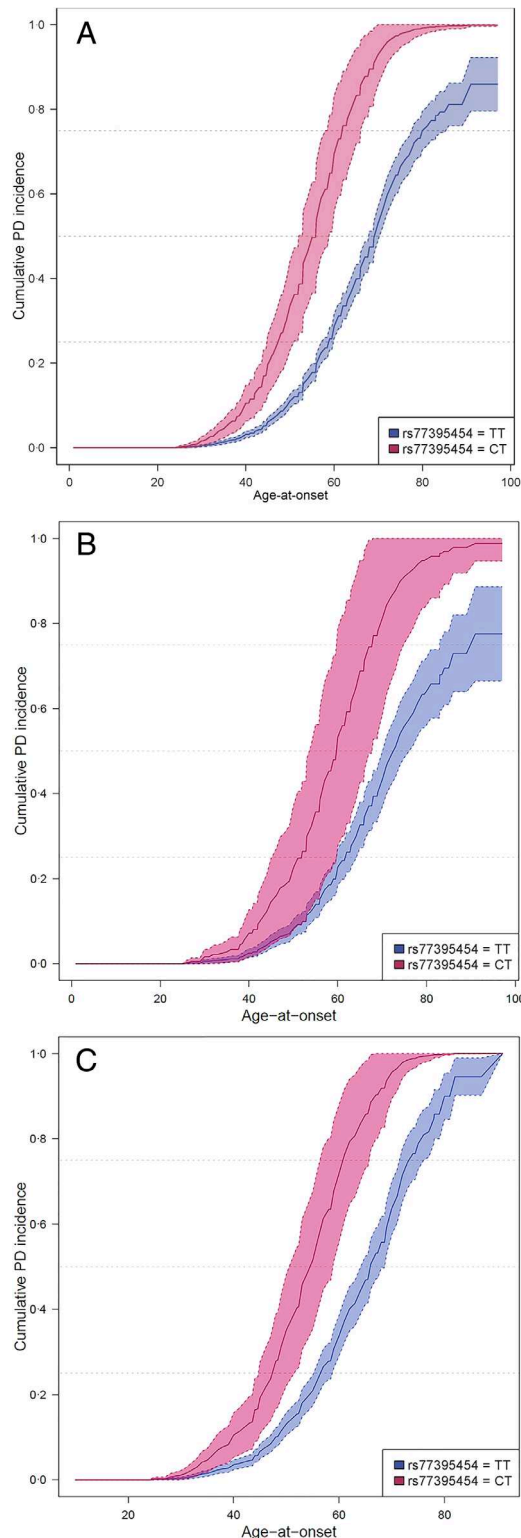 A
1·0
0·8
0·6
0·4
0·2
0·0
Cumulative PD incidence
rs77395454 = TT
rs77395454 = CT
0
20
40
60
80
100
Age-at-onset
B
1·0
0·8
0·6
0·4
0·2
0·0
Cumulative PD incidence
rs77395454 = TT
rs77395454 = CT
0
20
40
60
80
100
Age-at-onset
C
1·0
0·8
0·6
0·4
0·2
0·0
Cumulative PD incidence
rs77395454 = TT
rs77395454 = CT
20
40
60
80
Age-at-onset